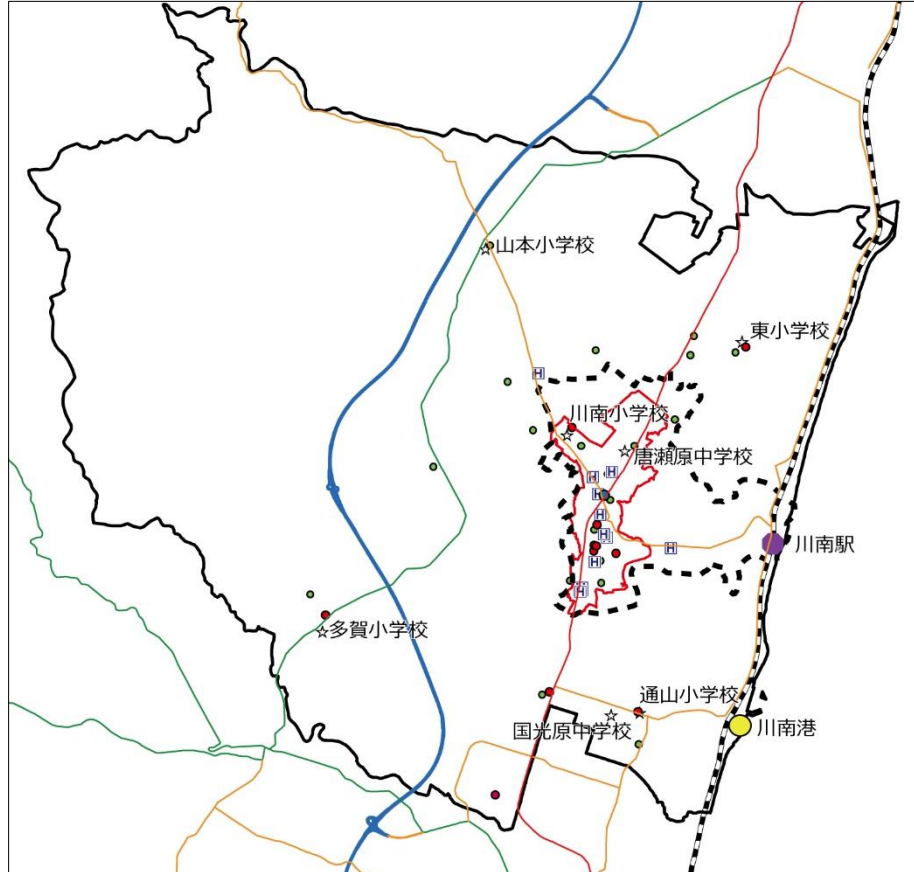 山本小学校
東小学校
川南小学校
唐瀬原中学校
H
H
H
H
H
H
H
H
H
川南駅
多賀小学校
通山小学校
国光原中学校
川南港